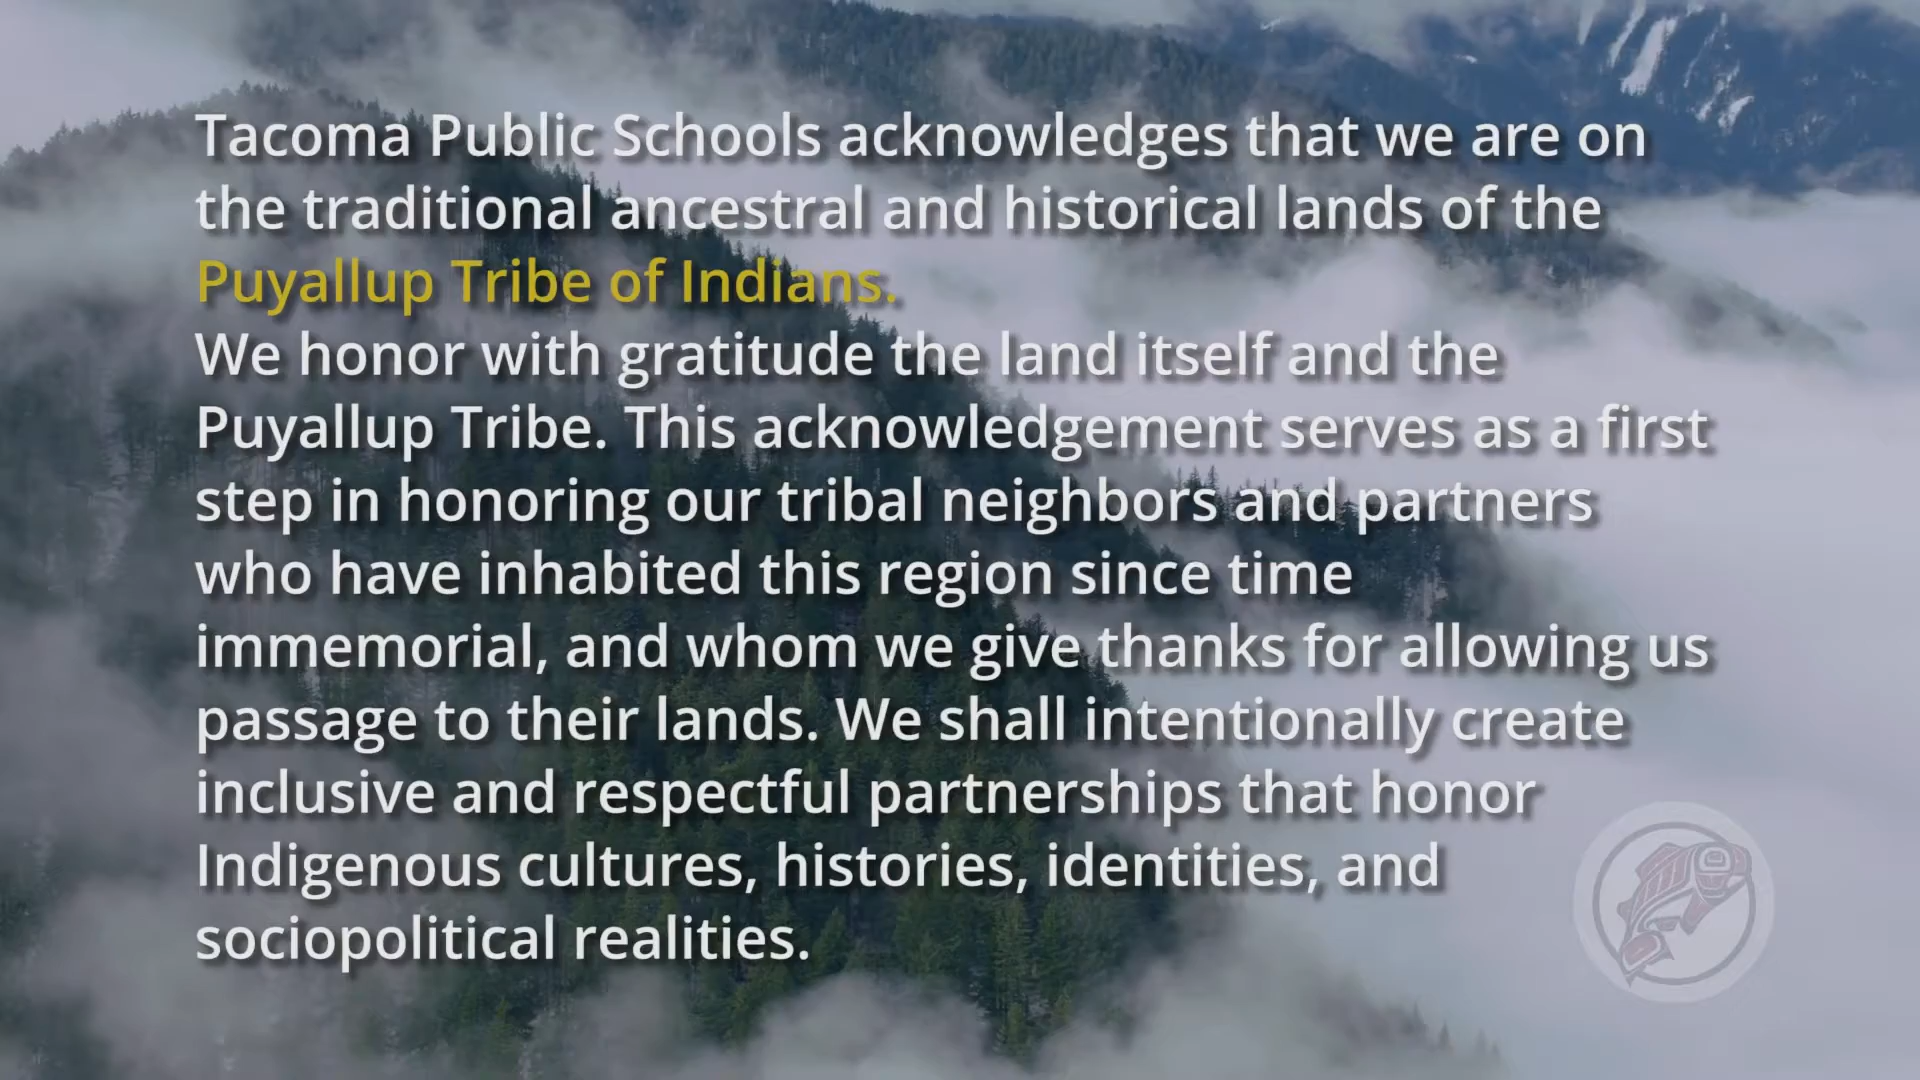 Tacoma Public Schools acknowledges that we are on
the traditional ancestral and historical lands of the
Puyallup Tribe of Indians.
We honor with gratitude the land itself and the
Puyallup Tribe. This acknowledgement serves as a first
step in honoring our tribal neighbors and partners
who have inhabited this region since time
immemorial, and whom we give thanks for allowing us
passage to their lands. We shall intentionally create
inclusive and respectful partnerships that honor
Indigenous cultures, histories, identities, and
sociopolitical realities.